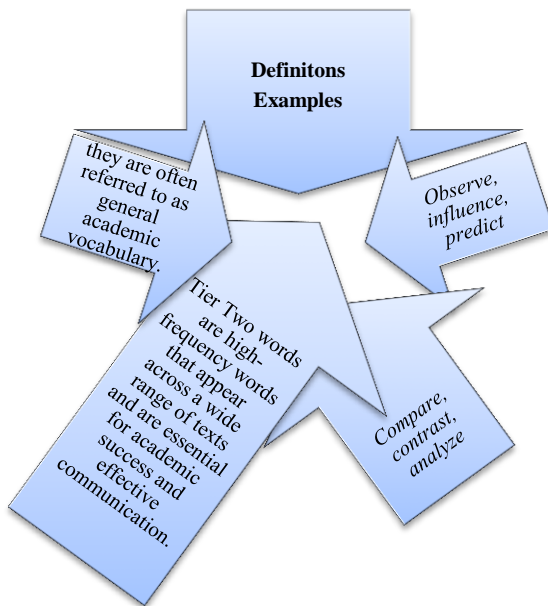 Definitons
Examples
they are often
referred to as
general
academic
vocabulary.
Observe,
influence,
predict
Tier Two words
are high-
frequency words
that appear
across a wide
range of texts
and are essential
for academic
success and
effective
communication.
Compare,
contrast,
analyze